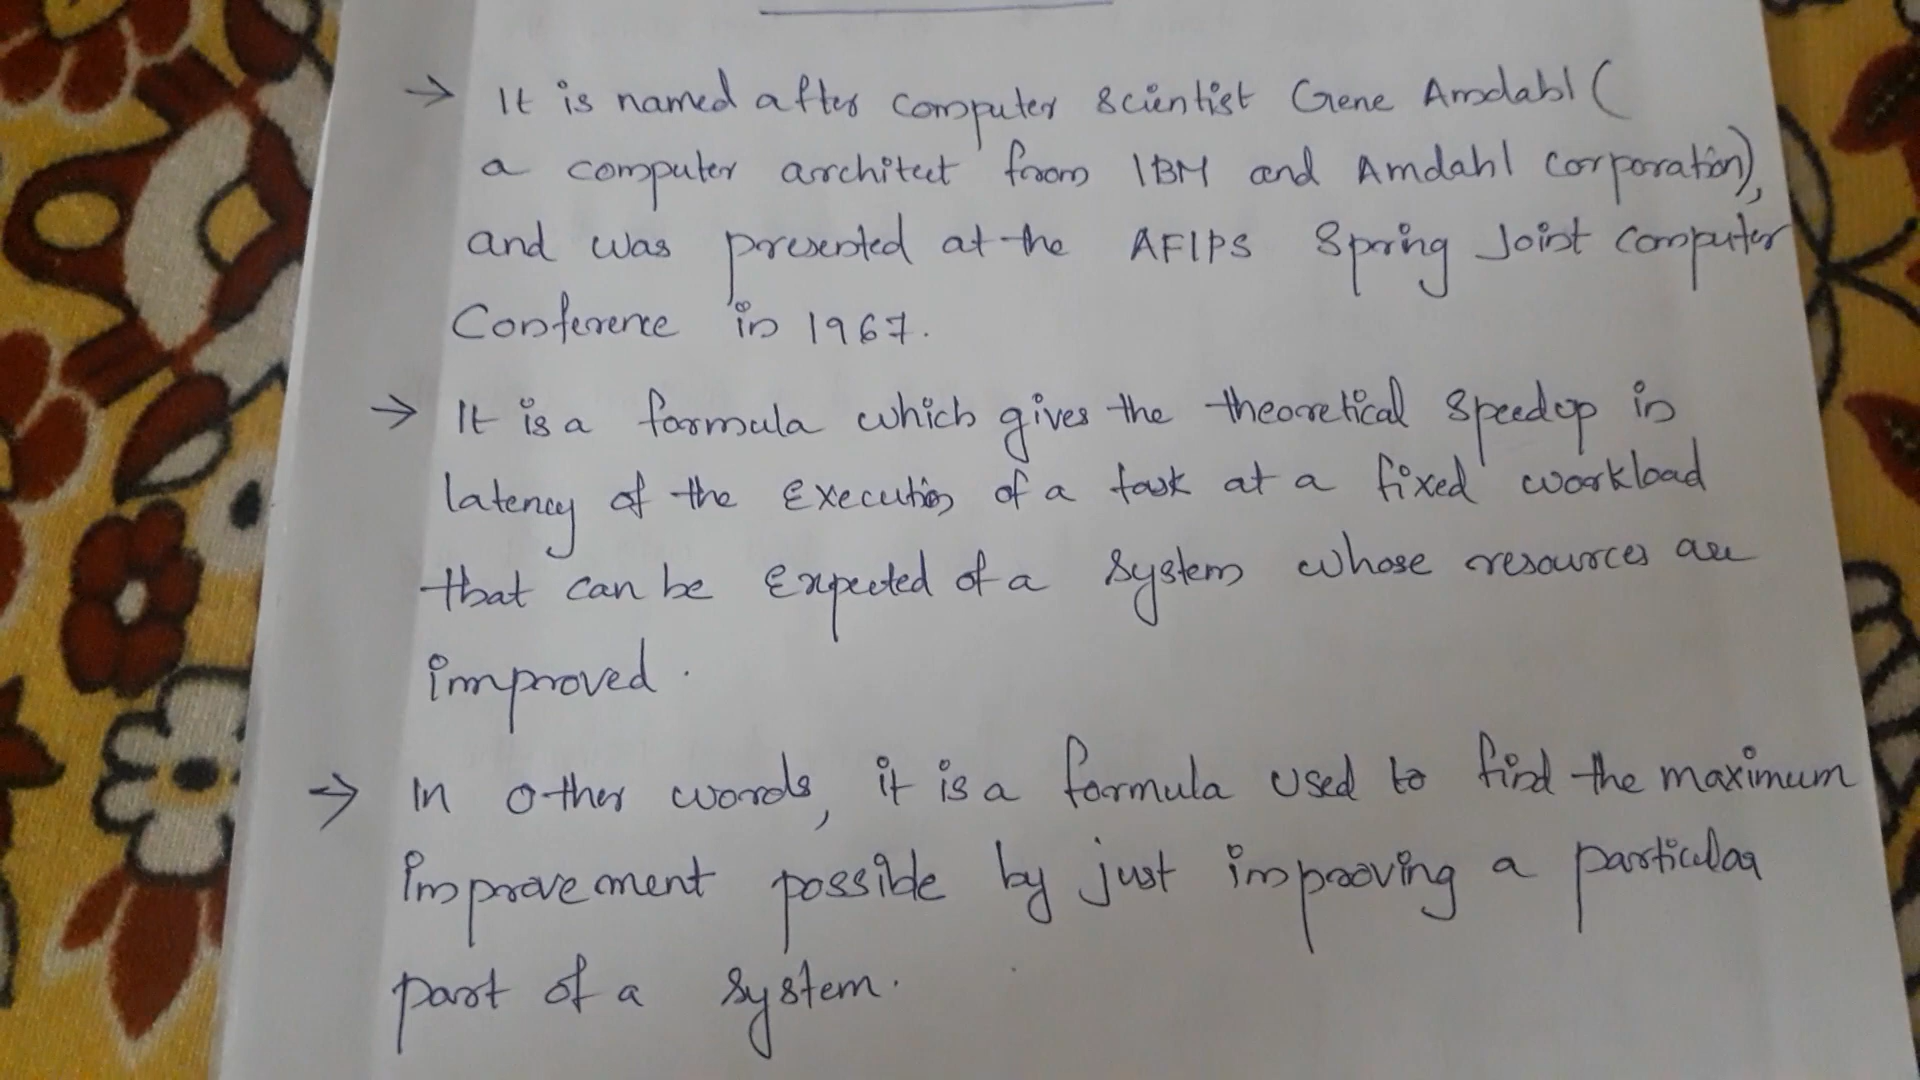 → It is named after computer scientist Gene Amdahl (
a computer architect from IBM and Amdahl corporation),
and was presented at the AFIPS Spring Joint Computer
Conference in 1967.
→ It is a formula which gives the theoretical speedup in
latency of the execution of a task at a fixed workload
that can be expected of a system whose resources are
improved.
→ In other words, it is a formula used to find the maximum
improvement possible by just improving a particular
part of a system.